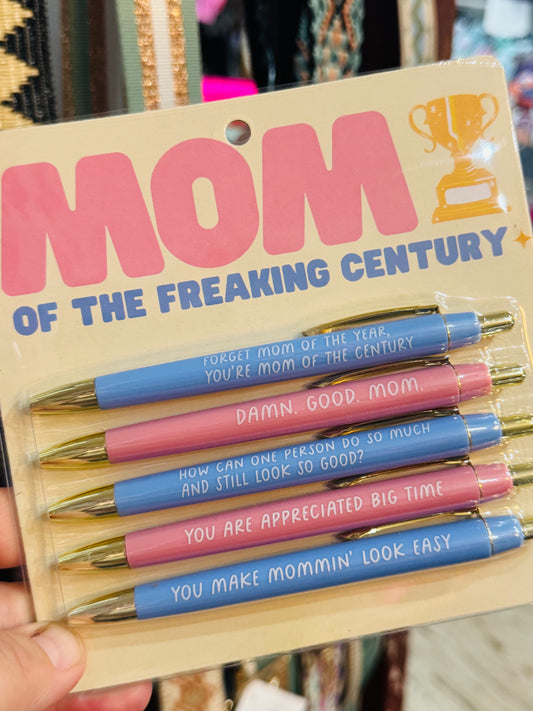 MOM
OF THE FREAKING CENTURY
FORGET MOM OF THE YEAR,
YOU'RE MOM OF THE CENTURY
DAMN. GOOD. MOM.
HOW CAN ONE PERSON DO SO MUCH
AND STILL LOOK SO GOOD?
YOU ARE APPRECIATED BIG TIME
YOU MAKE MOMMIN' LOOK EASY